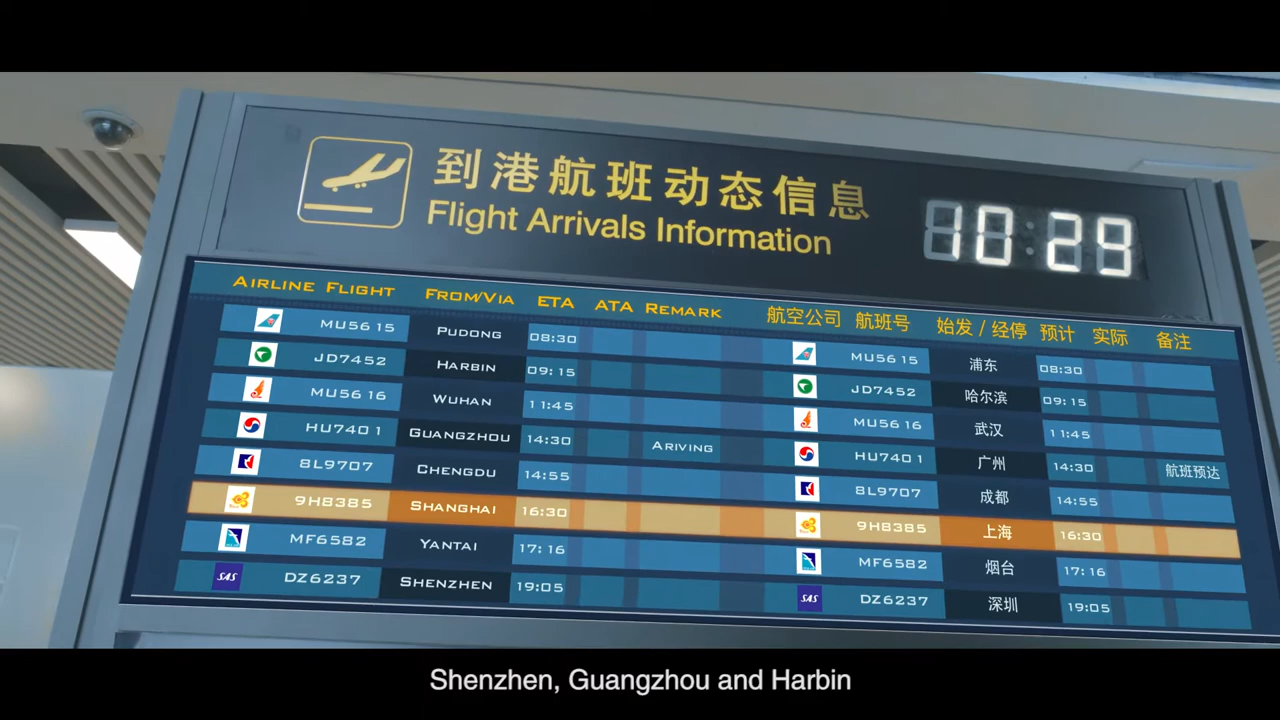 到港航班动态信息
Flight Arrivals Information
10:29
AIRLINE FLIGHT FROM/VIA ETA ATA REMARK 航空公司 航班号 始发/经停 预计 实际 备注
MU5615 PUDONG 08:30 MU5615 浦东 08:30
JD7452 HARBIN 09:15 JD7452 哈尔滨 09:15
MU5616 WUHAN 11:45 MU5616 武汉 11:45
HU7401 GUANGZHOU 14:30 ARIVING HU7401 广州 14:30 航班预达
8L9707 CHENGDU 14:55 8L9707 成都 14:55
9H8385 SHANGHAI 16:30 9H8385 上海 16:30
MF6582 YANTAI 17:16 MF6582 烟台 17:16
SAS DZ6237 SHENZHEN 19:05 SAS DZ6237 深圳 19:05
Shenzhen, Guangzhou and Harbin